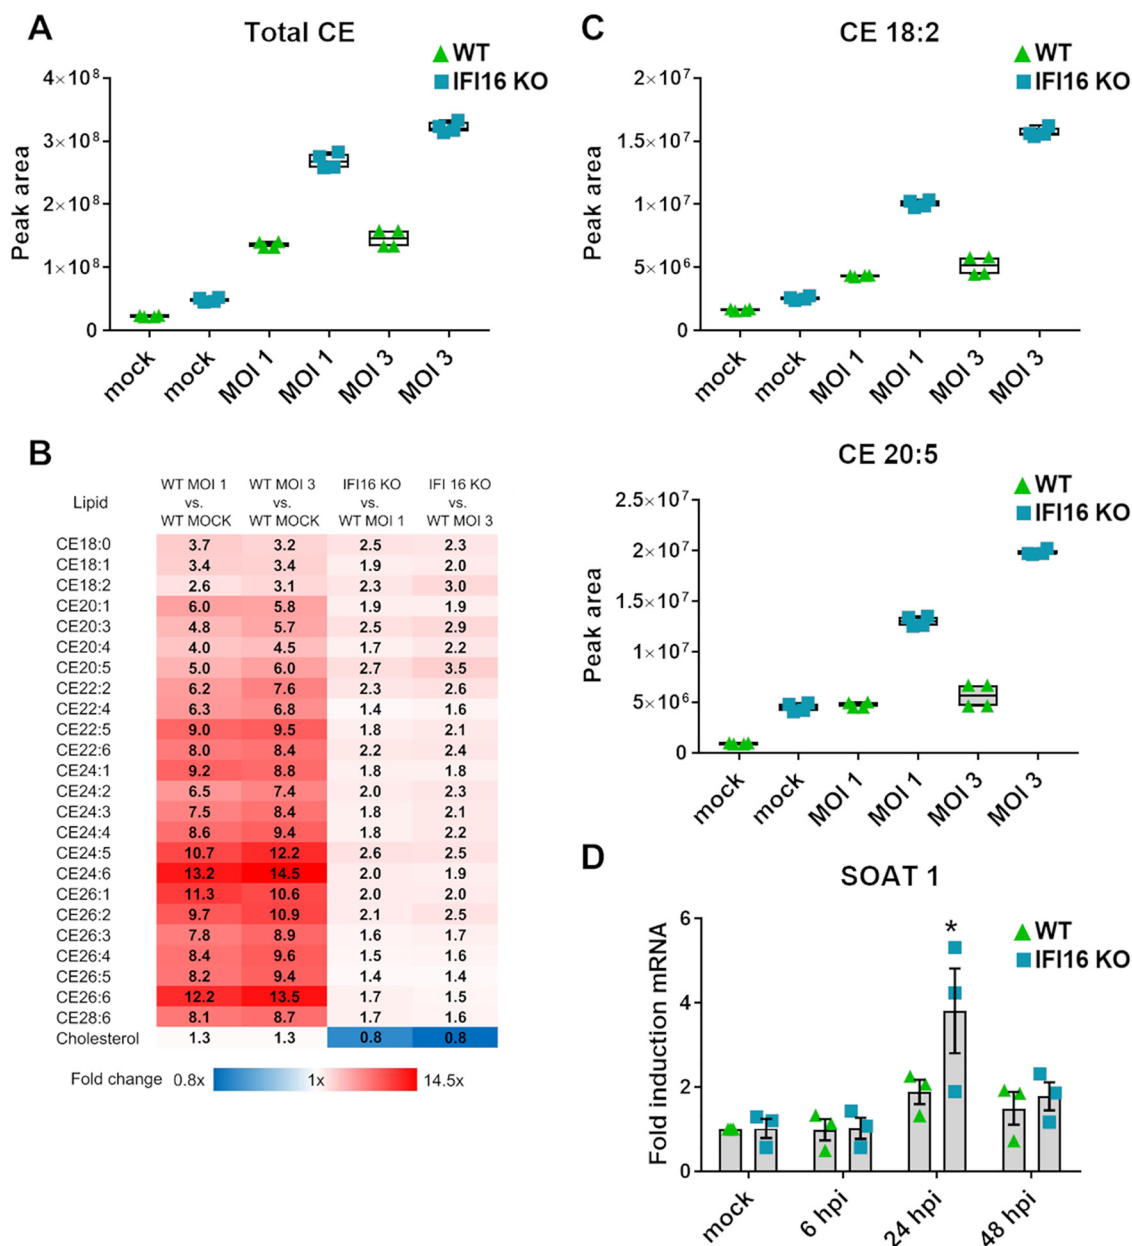 A
Total CE
WT
IFI16 KO
Peak area
4×10⁸
3×10⁸
2×10⁸
1×10⁸
0
mock
mock
MOI 1
MOI 1
MOI 3
MOI 3
C
CE 18:2
WT
IFI16 KO
Peak area
2×10⁷
1.5×10⁷
1×10⁷
5×10⁶
0
mock
mock
MOI 1
MOI 1
MOI 3
MOI 3
B
Lipid
WT MOI 1 vs. WT MOCK
WT MOI 3 vs. WT MOCK
IFI16 KO vs. WT MOI 1
IFI 16 KO vs. WT MOI 3
CE18:0 3.7 3.2 2.5 2.3
CE18:1 3.4 3.4 1.9 2.0
CE18:2 2.6 3.1 2.3 3.0
CE20:1 6.0 5.8 1.9 1.9
CE20:3 4.8 5.7 2.5 2.9
CE20:4 4.0 4.5 1.7 2.2
CE20:5 5.0 6.0 2.7 3.5
CE22:2 6.2 7.6 2.3 2.6
CE22:4 6.3 6.8 1.4 1.6
CE22:5 9.0 9.5 1.8 2.1
CE22:6 8.0 8.4 2.2 2.4
CE24:1 9.2 8.8 1.8 1.8
CE24:2 6.5 7.4 2.0 2.3
CE24:3 7.5 8.4 1.8 2.1
CE24:4 8.6 9.4 1.8 2.2
CE24:5 10.7 12.2 2.6 2.5
CE24:6 13.2 14.5 2.0 1.9
CE26:1 11.3 10.6 2.0 2.0
CE26:2 9.7 10.9 2.1 2.5
CE26:3 7.8 8.9 1.6 1.7
CE26:4 8.4 9.6 1.5 1.6
CE26:5 8.2 9.4 1.4 1.4
CE26:6 12.2 13.5 1.7 1.5
CE28:6 8.1 8.7 1.7 1.6
Cholesterol 1.3 1.3 0.8 0.8
Fold change 0.8x 1x 14.5x
CE 20:5
WT
IFI16 KO
Peak area
2.5×10⁷
2×10⁷
1.5×10⁷
1×10⁷
5×10⁶
0
mock
mock
MOI 1
MOI 1
MOI 3
MOI 3
D
SOAT 1
WT
IFI16 KO
Fold induction mRNA
6
4
2
0
*
mock
6 hpi
24 hpi
48 hpi